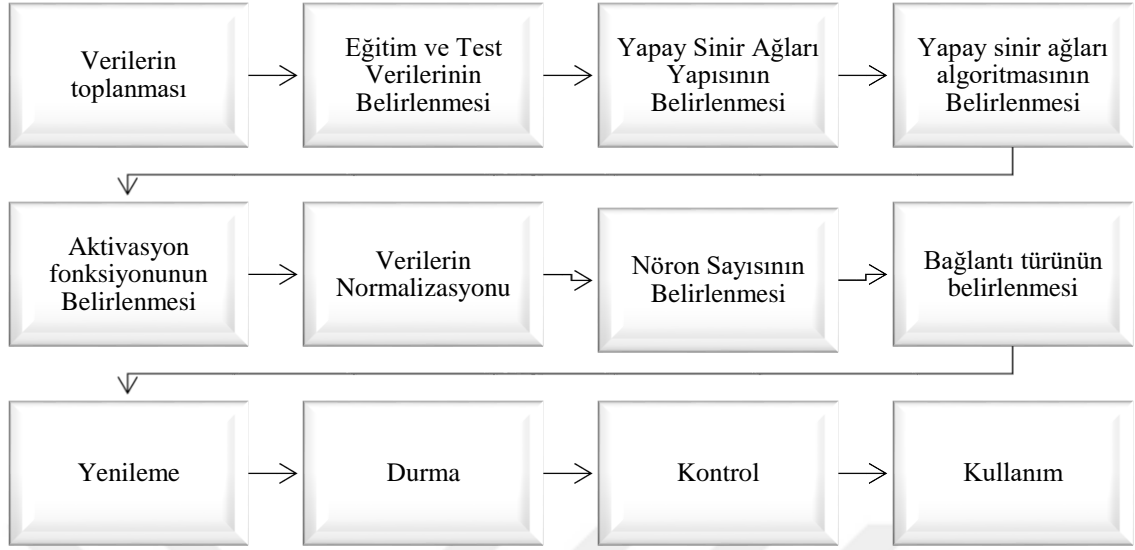 Verilerin
toplanması
Eğitim ve Test
Verilerinin
Belirlenmesi
Yapay Sinir Ağları
Yapısının
Belirlenmesi
Yapay sinir ağları
algoritmasının
Belirlenmesi
Aktivasyon
fonksiyonunun
Belirlenmesi
Verilerin
Normalizasyonu
Nöron Sayısının
Belirlenmesi
Bağlantı türünün
belirlenmesi
Yenileme
Durma
Kontrol
Kullanım